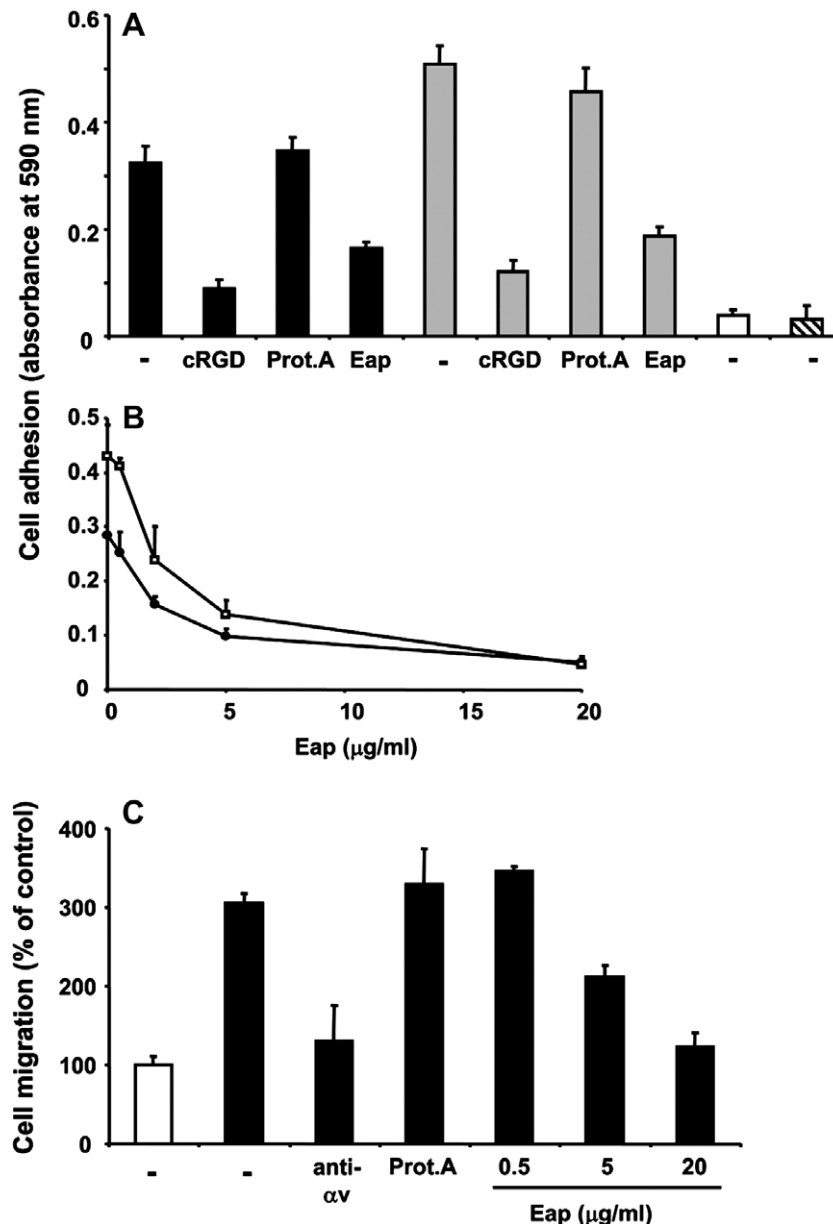 A
Cell adhesion (absorbance at 590 nm)
0.6
0.4
0.2
0
- cRGD Prot.A Eap - cRGD Prot.A Eap - -
B
0.5
0.4
0.3
0.2
0.1
0
0 5 10 15 20
Eap (μg/ml)
C
Cell migration (% of control)
400
300
200
100
0
- - anti- Prot.A 0.5 5 20
αv
Eap (μg/ml)